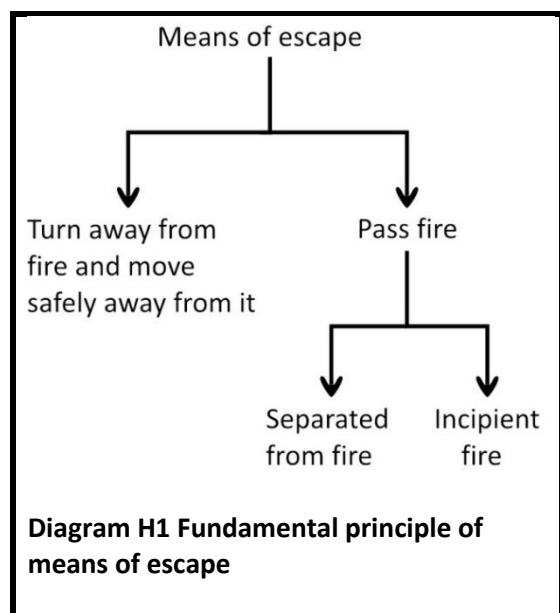 Means of escape
Turn away from
fire and move
safely away from it
Pass fire
Separated
from fire
Incipient
fire
Diagram H1 Fundamental principle of
means of escape